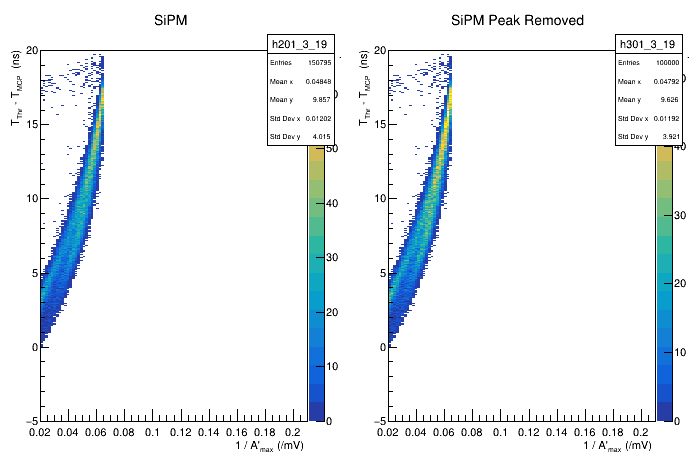 SiPM
h201_3_19
Entries 150795
Mean x 0.04848
Mean y 9.857
Std Dev x 0.01202
Std Dev y 4.015
T_Thr - T_MCP (ns)
20
15
10
5
0
−5
0.02 0.04 0.06 0.08 0.1 0.12 0.14 0.16 0.18 0.2
1 / A'_max (/mV)
50
40
30
20
10
0
SiPM Peak Removed
h301_3_19
Entries 100000
Mean x 0.04792
Mean y 9.626
Std Dev x 0.01192
Std Dev y 3.921
T_Thr - T_MCP (ns)
20
15
10
5
0
−5
0.02 0.04 0.06 0.08 0.1 0.12 0.14 0.16 0.18 0.2
1 / A'_max (/mV)
40
30
20
10
0